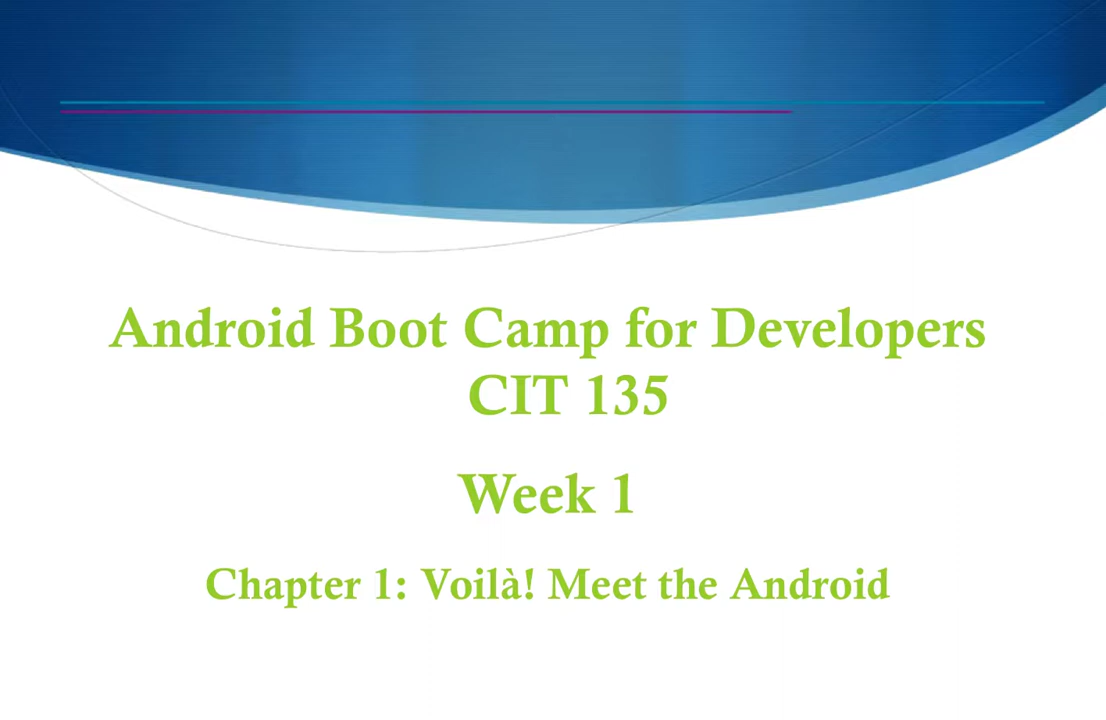 Android Boot Camp for Developers
CIT 135
Week 1
Chapter 1: Voilà! Meet the Android